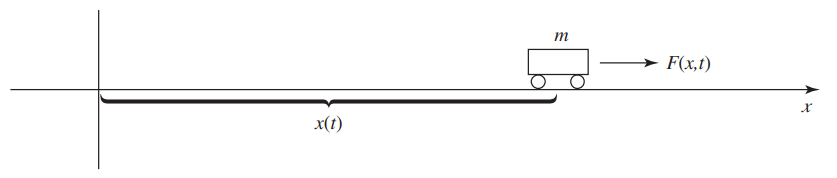 m
F(x,t)
x
x(t)